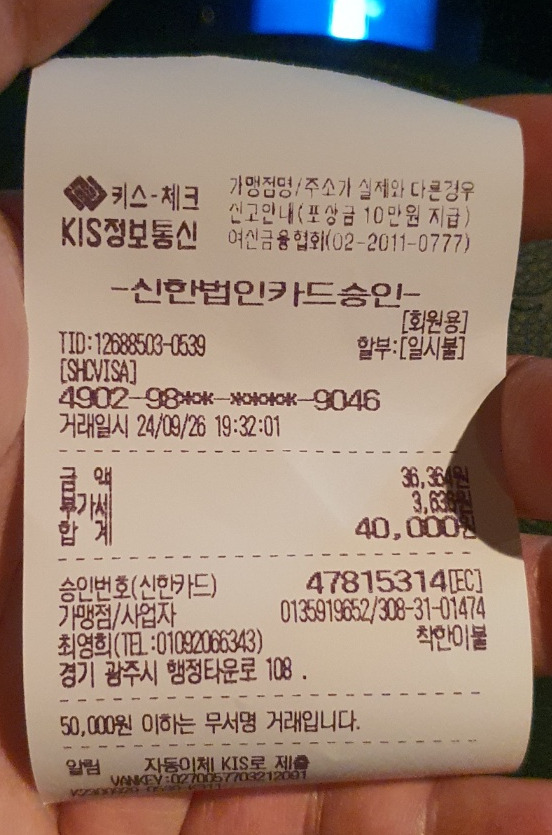 키스-체크
KIS정보통신
가맹점명/주소가 실제와 다른경우
신고안내(포상금 10만원 지급)
여신금융협회(02-2011-0777)
-신한법인카드승인-
[회원용]
TID:12688503-0539 할부:[일시불]
[SHCVISA]
4902-98**-****-9046
거래일시 24/09/26 19:32:01
금 액 36,364원
부가세 3,636원
합 계 40,000원
승인번호(신한카드) 47815314[EC]
가맹점/사업자 0135919652/308-31-01474
최영희(TEL:01092066343) 착한이불
경기 광주시 행정타운로 108 .
50,000원 이하는 무서명 거래입니다.
알림 자동이체 KIS로 제출
VANKEY:0270057703212091